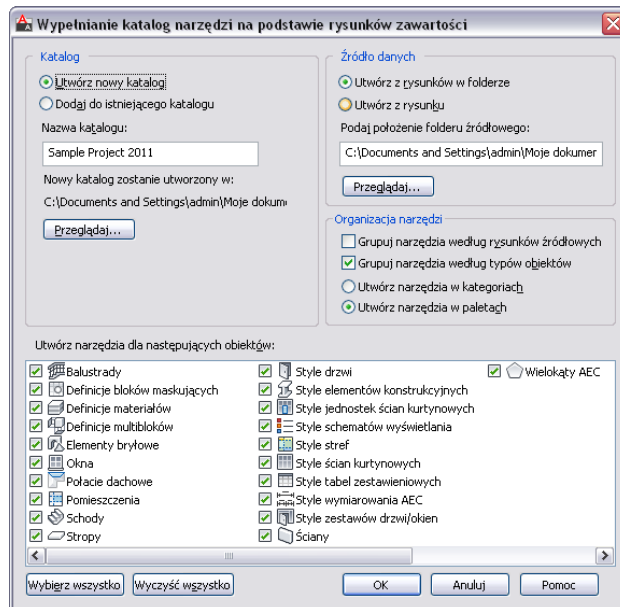 Wypełnianie katalog narzędzi na podstawie rysunków zawartości
Katalog
Utwórz nowy katalog
Dodaj do istniejącego katalogu
Nazwa katalogu:
Sample Project 2011
Nowy katalog zostanie utworzony w:
C:\Documents and Settings\admin\Moje dokume
Przeglądaj...
Źródło danych
Utwórz z rysunków w folderze
Utwórz z rysunku
Podaj położenie folderu źródłowego:
C:\Documents and Settings\admin\Moje dokumer
Przeglądaj...
Organizacja narzędzi
Grupuj narzędzia według rysunków źródłowych
Grupuj narzędzia według typów obiektów
Utwórz narzędzia w kategoriach
Utwórz narzędzia w paletach
Utwórz narzędzia dla następujących obiektów:
Balustrady
Definicje bloków maskujących
Definicje materiałów
Definicje multibloków
Elementy bryłowe
Okna
Połacie dachowe
Pomieszczenia
Schody
Stropy
Style drzwi
Style elementów konstrukcyjnych
Style jednostek ścian kurtynowych
Style schematów wyświetlania
Style stref
Style ścian kurtynowych
Style tabel zestawieniowych
Style wymiarowania AEC
Style zestawów drzwi/okien
Ściany
Wielokąty AEC
Wybierz wszystko
Wyczyść wszystko
OK
Anuluj
Pomoc